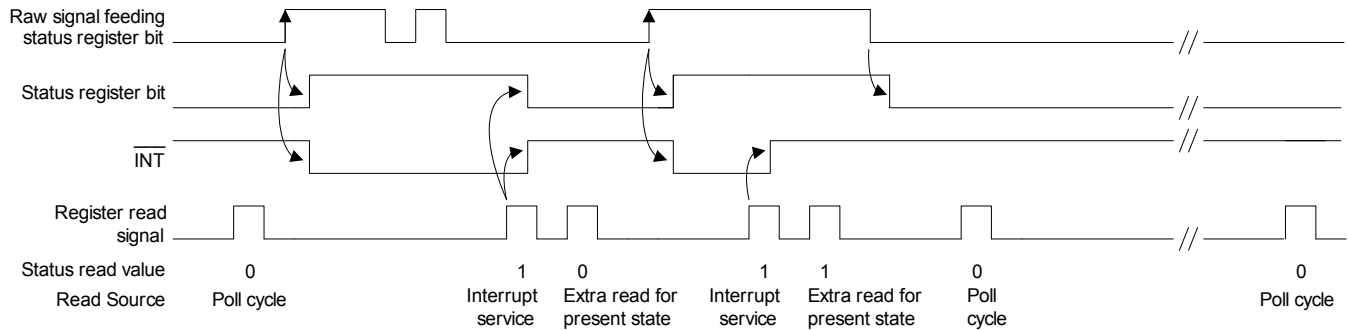 Raw signal feeding
status register bit
//
Status register bit
//
INT
//
Register read
signal
//
Status read value 0 1 0 1 1 0 0
Read Source Poll cycle Interrupt Extra read for Interrupt Extra read for Poll Poll cycle
service present state service present state cycle